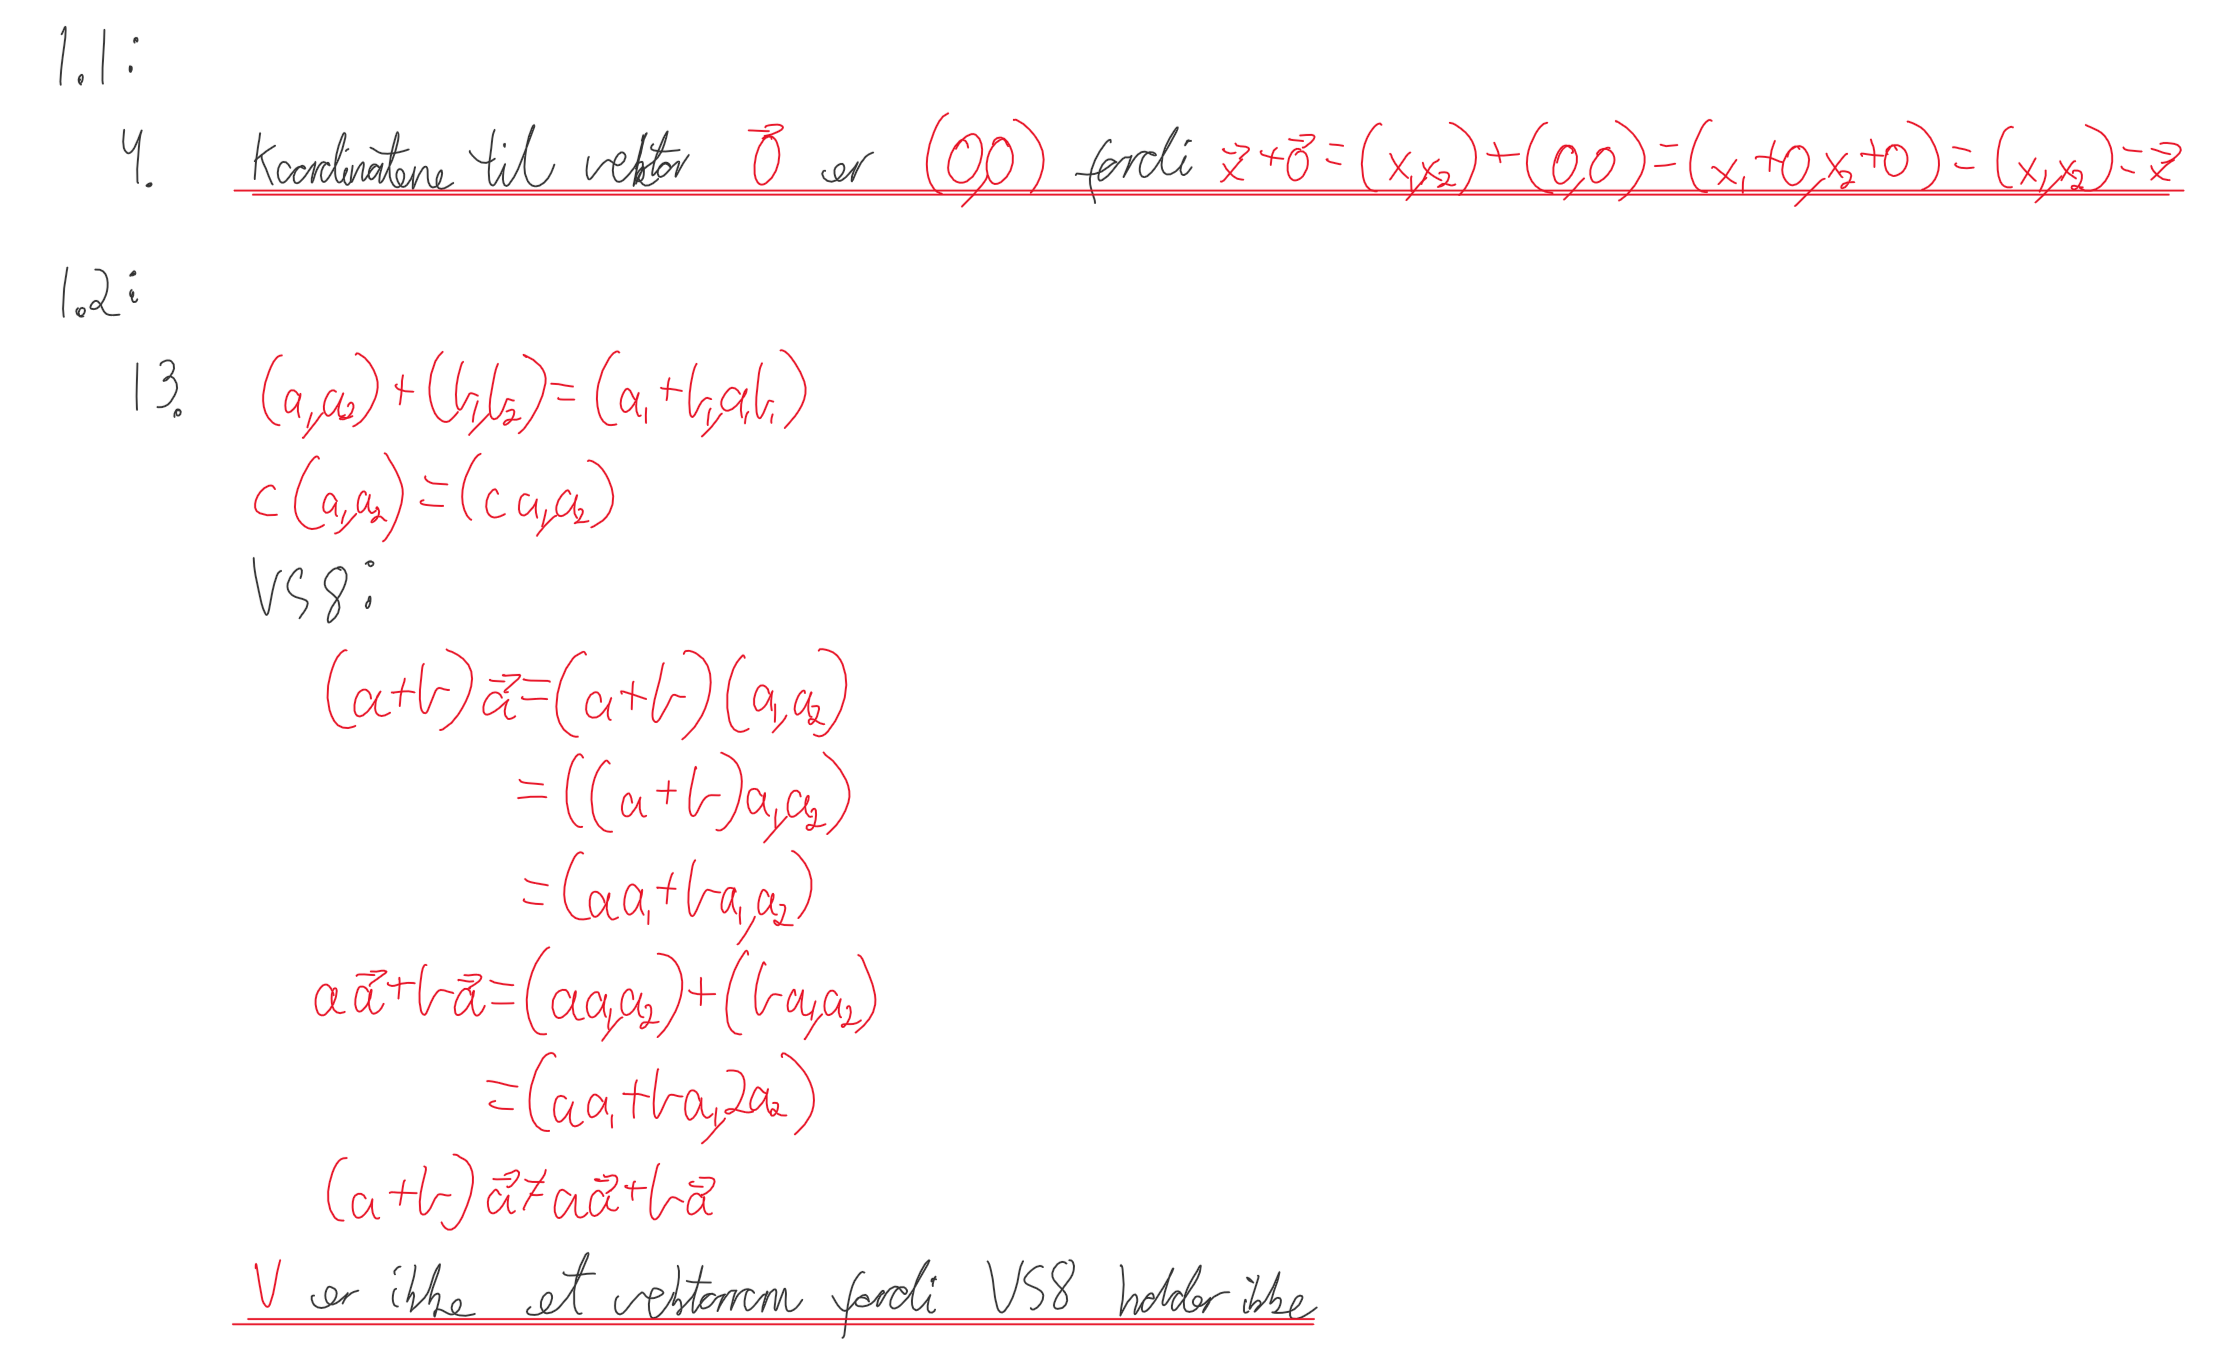 1.1:
4. Koordinatene til vektor 0⃗ er (0,0) fordi x⃗+0⃗=(x₁,x₂)+(0,0)=(x₁+0,x₂+0)=(x₁,x₂)=x⃗
1.2:
13. (a₁,a₂)+(b₁,b₂)=(a₁+b₁,a₁b₁)
c(a₁,a₂)=(ca₁,a₂)
VS8:
(a+b)a⃗=(a+b)(a₁,a₂)
=((a+b)a₁,a₂)
=(aa₁+ba₁,a₂)
aa⃗+ba⃗=(aa₁,a₂)+(ba₁,a₂)
=(aa₁+ba₁,2a₂)
(a+b)a⃗≠aa⃗+ba⃗
V er ikke et vektorrom fordi VS8 holder ikke